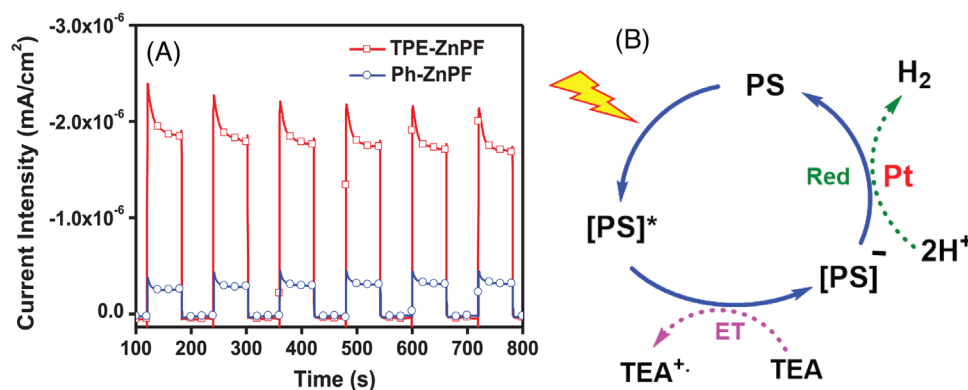 (A)
TPE-ZnPF
Ph-ZnPF
Current Intensity (mA/cm²)
-3.0x10⁻⁶
-2.0x10⁻⁶
-1.0x10⁻⁶
0.0
100 200 300 400 500 600 700 800
Time (s)
(B)
PS
H₂
Red
Pt
[PS]*
[PS]⁻
2H⁺
ET
TEA⁺·
TEA